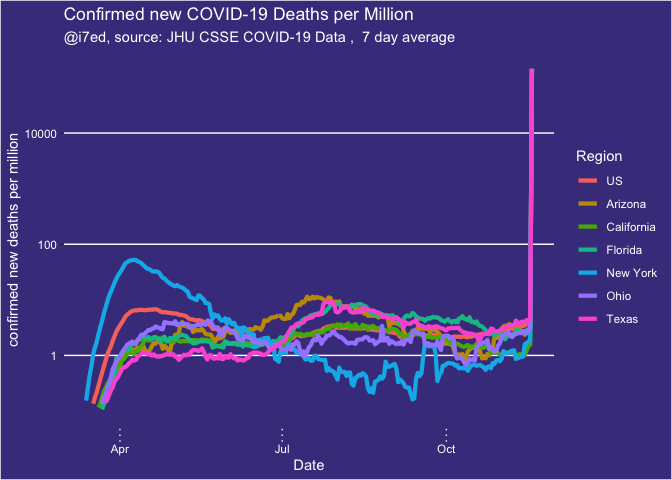 Confirmed new COVID-19 Deaths per Million
@i7ed, source: JHU CSSE COVID-19 Data ,  7 day average
confirmed new deaths per million
10000
100
1
Apr
Jul
Oct
Date
Region
US
Arizona
California
Florida
New York
Ohio
Texas